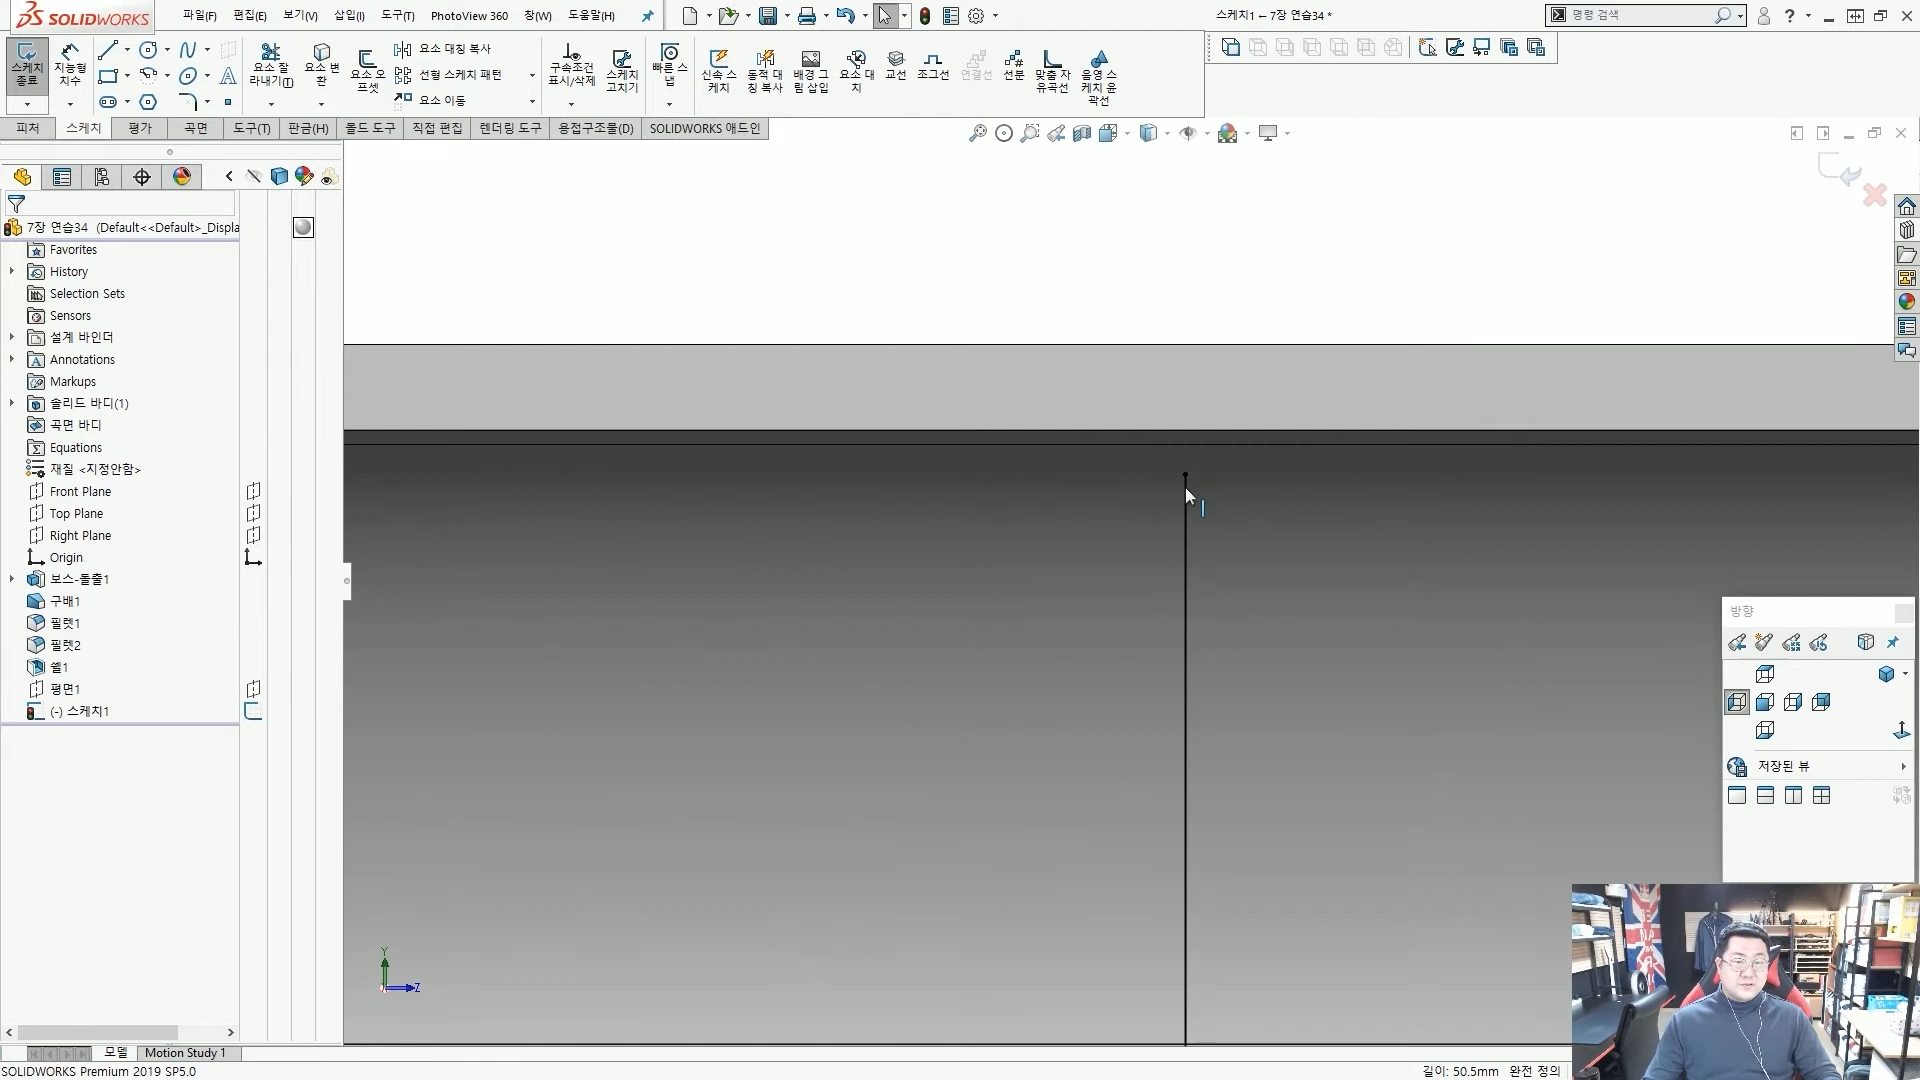 SOLIDWORKS
파일(F)
편집(E)
보기(V)
삽입(I)
도구(T)
PhotoView 360
창(W)
도움말(H)
스케치1 ← 7장 연습34 *
명령 검색
스케치 종료
지능형 치수
요소 잘라내기(T)
요소 변환
요소 오프셋
요소 대칭 복사
선형 스케치 패턴
요소 이동
구속조건 표시/삭제
스케치 고치기
빠른 스냅
신속 스케치
동적 대칭 복사
배경 그림 삽입
요소 대치
교선
조그선
연결선
선분
맞춤 자유곡선
음영 스케치 윤곽선
피처
스케치
평가
곡면
도구(T)
판금(H)
몰드 도구
직접 편집
렌더링 도구
용접구조물(D)
SOLIDWORKS 애드인
7장 연습34 (Default<<Default>_Displa
Favorites
History
Selection Sets
Sensors
설계 바인더
Annotations
Markups
솔리드 바디(1)
곡면 바디
Equations
재질 <지정안함>
Front Plane
Top Plane
Right Plane
Origin
보스-돌출1
구배1
필렛1
필렛2
쉘1
평면1
(-) 스케치1
방향
저장된 뷰
Y
Z
모델
Motion Study 1
SOLIDWORKS Premium 2019 SP5.0
길이: 50.5mm
완전 정의